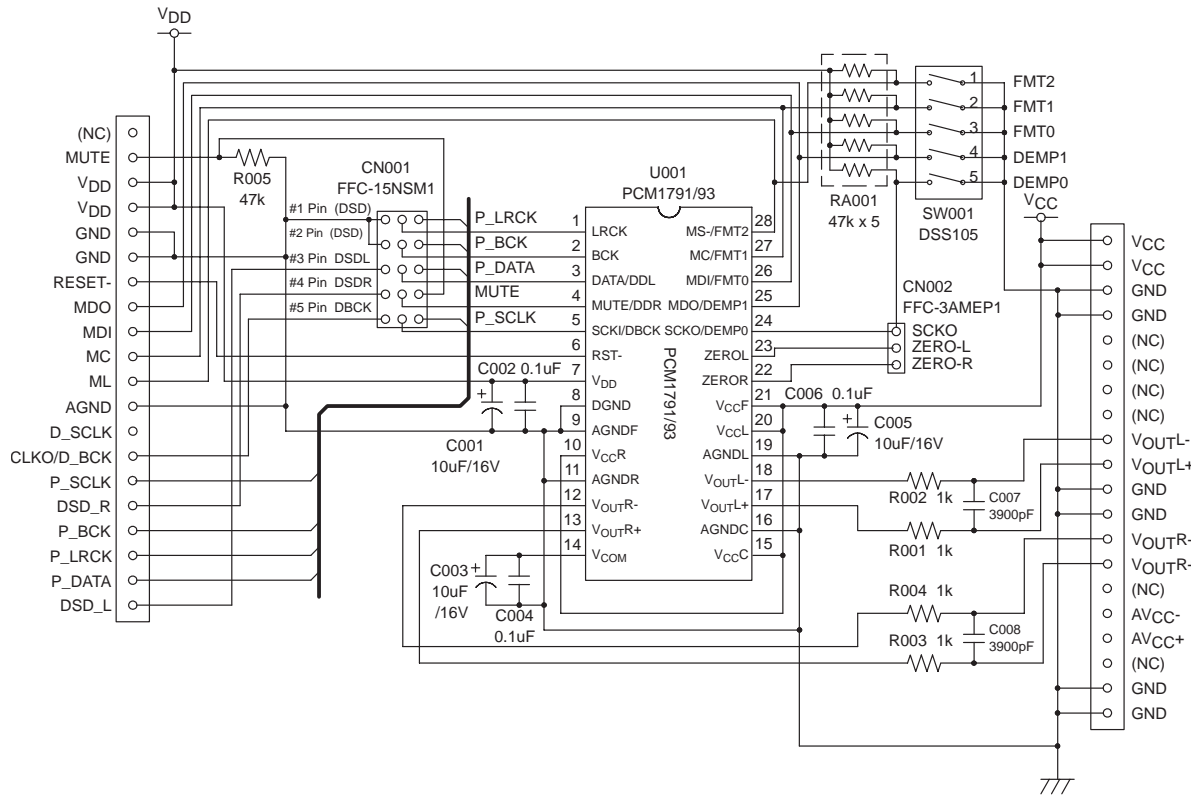 VDD
(NC)
MUTE
VDD
VDD
GND
GND
RESET-
MDO
MDI
MC
ML
AGND
D_SCLK
CLKO/D_BCK
P_SCLK
DSD_R
P_BCK
P_LRCK
P_DATA
DSD_L
R005
47k
CN001
FFC-15NSM1
#1 Pin (DSD)
#2 Pin (DSD)
#3 Pin DSDL
#4 Pin DSDR
#5 Pin DBCK
P_LRCK
P_BCK
P_DATA
MUTE
P_SCLK
C002 0.1uF
C001
10uF/16V
C003 +
10uF
/16V
C004
0.1uF
+
U001
PCM1791/93
1 LRCK
2 BCK
3 DATA/DDL
4 MUTE/DDR
5 SCKI/DBCK
6 RST-
7 VDD
8 DGND
9 AGNDF
10 VCCR
11 AGNDR
12 VOUTR-
13 VOUTR+
14 VCOM
PCM1791/93
MS-/FMT2 28
MC/FMT1 27
MDI/FMT0 26
MDO/DEMP1 25
SCKO/DEMP0 24
ZEROL 23
ZEROR 22
VCCF 21
VCCL 20
AGNDL 19
VOUTL- 18
VOUTL+ 17
AGNDC 16
VCCC 15
RA001
47k x 5
1 FMT2
2 FMT1
3 FMT0
4 DEMP1
5 DEMP0
SW001
DSS105
VCC
CN002
FFC-3AMEP1
SCKO
ZERO-L
ZERO-R
C006 0.1uF
+
C005
10uF/16V
R002 1k
C007
3900pF
R001 1k
R004 1k
C008
3900pF
R003 1k
VCC
VCC
GND
GND
(NC)
(NC)
(NC)
(NC)
VOUTL-
VOUTL+
GND
GND
VOUTR-
VOUTR-
(NC)
AVCC-
AVCC+
(NC)
GND
GND